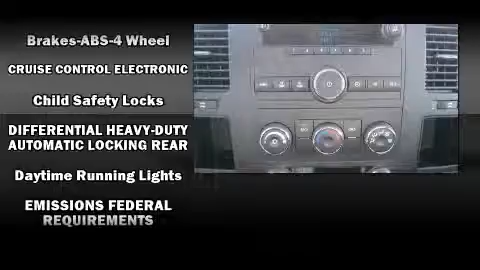 Brakes-ABS-4 Wheel
CRUISE CONTROL ELECTRONIC
Child Safety Locks
DIFFERENTIAL HEAVY-DUTY
AUTOMATIC LOCKING REAR
Daytime Running Lights
EMISSIONS FEDERAL
REQUIREMENTS